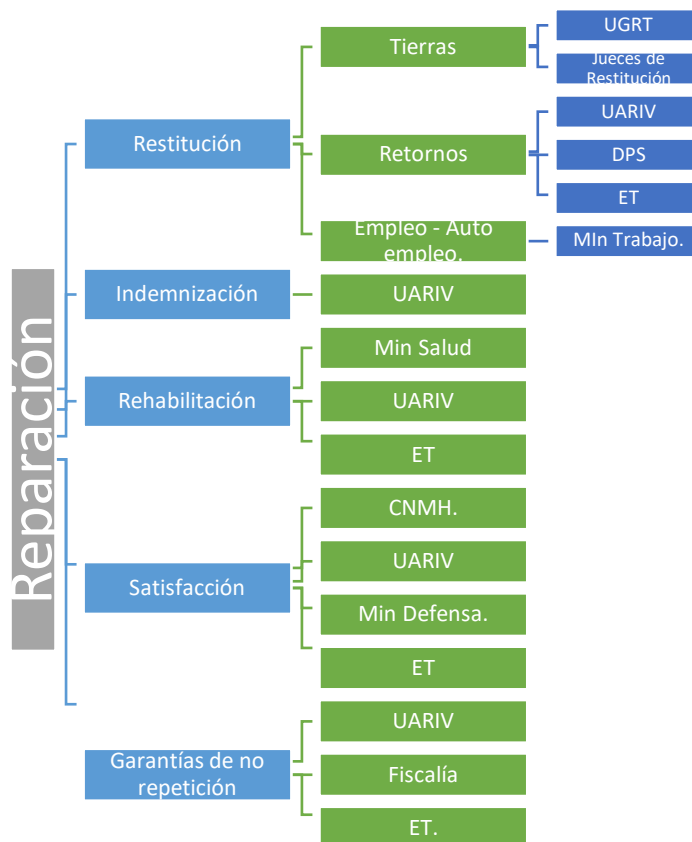 Reparación
Restitución
Tierras
UGRT
Jueces de
Restitución
Retornos
UARIV
DPS
ET
Empleo - Auto
empleo.
MIn Trabajo.
Indemnización
UARIV
Rehabilitación
Min Salud
UARIV
ET
Satisfacción
CNMH.
UARIV
Min Defensa.
ET
Garantías de no
repetición
UARIV
Fiscalía
ET.